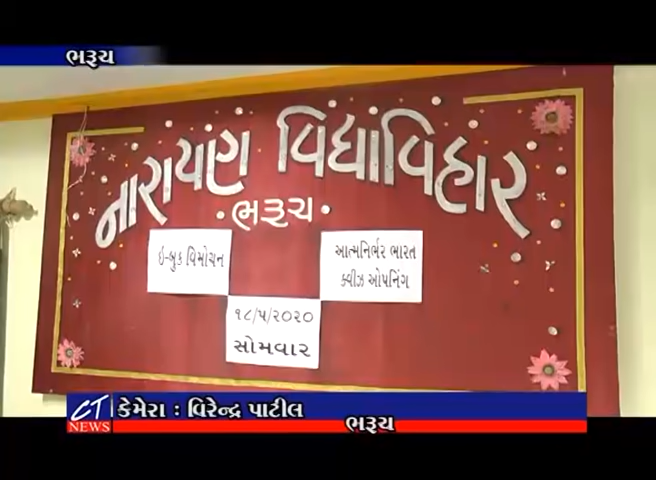 ભરૂચ
નારાયણ વિદ્યાવિહાર
• ભરૂચ •
ઇ-બુક વિમોચન
આત્મનિર્ભર ભારત
ક્વીઝ ઓપનિંગ
૧૮/૫/૨૦૨૦
સોમવાર
CT NEWS
કેમેરા : વિરેન્દ્ર પાટીલ
ભરૂચ